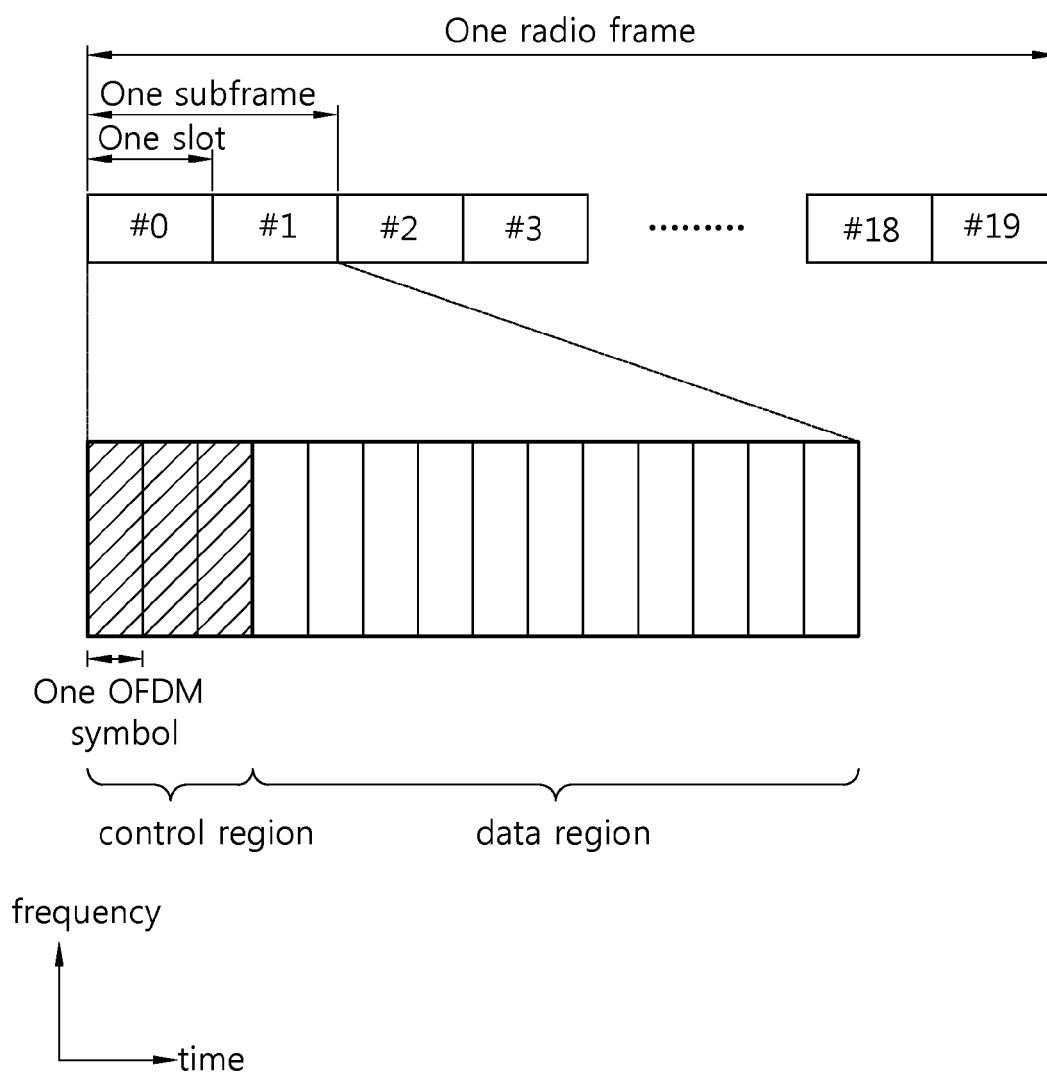 One radio frame
One subframe
One slot
#0 #1 #2 #3 ......... #18 #19
One OFDM
symbol
control region data region
frequency
time